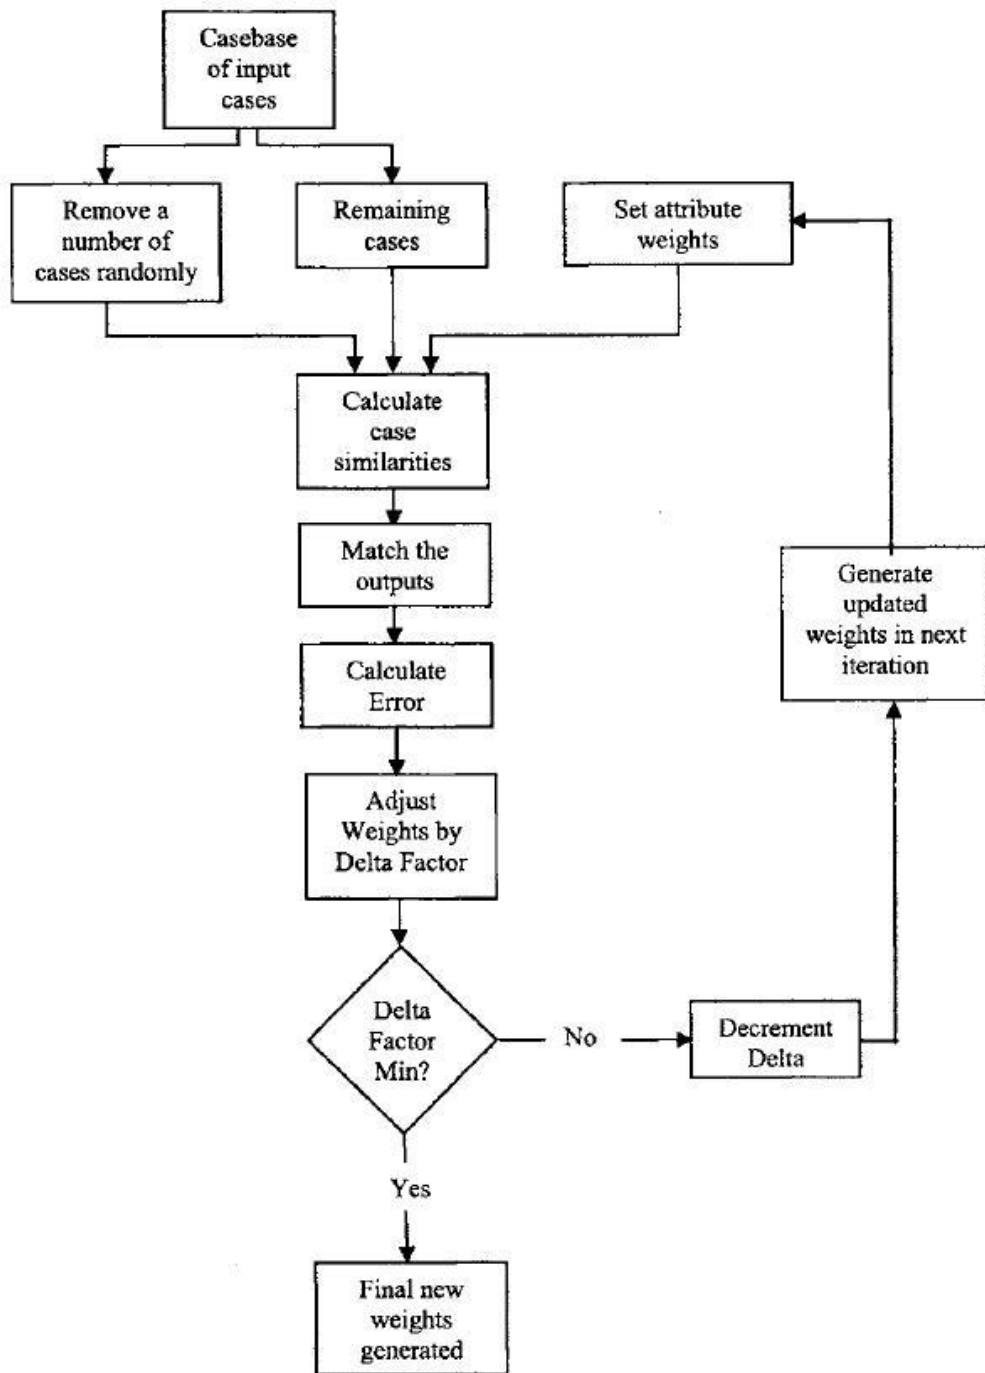 Casebase
of input
cases
Remove a
number of
cases randomly
Remaining
cases
Set attribute
weights
Calculate
case
similarities
Match the
outputs
Generate
updated
weights in next
iteration
Calculate
Error
Adjust
Weights by
Delta Factor
Delta
Factor
Min?
No
Decrement
Delta
Yes
Final new
weights
generated